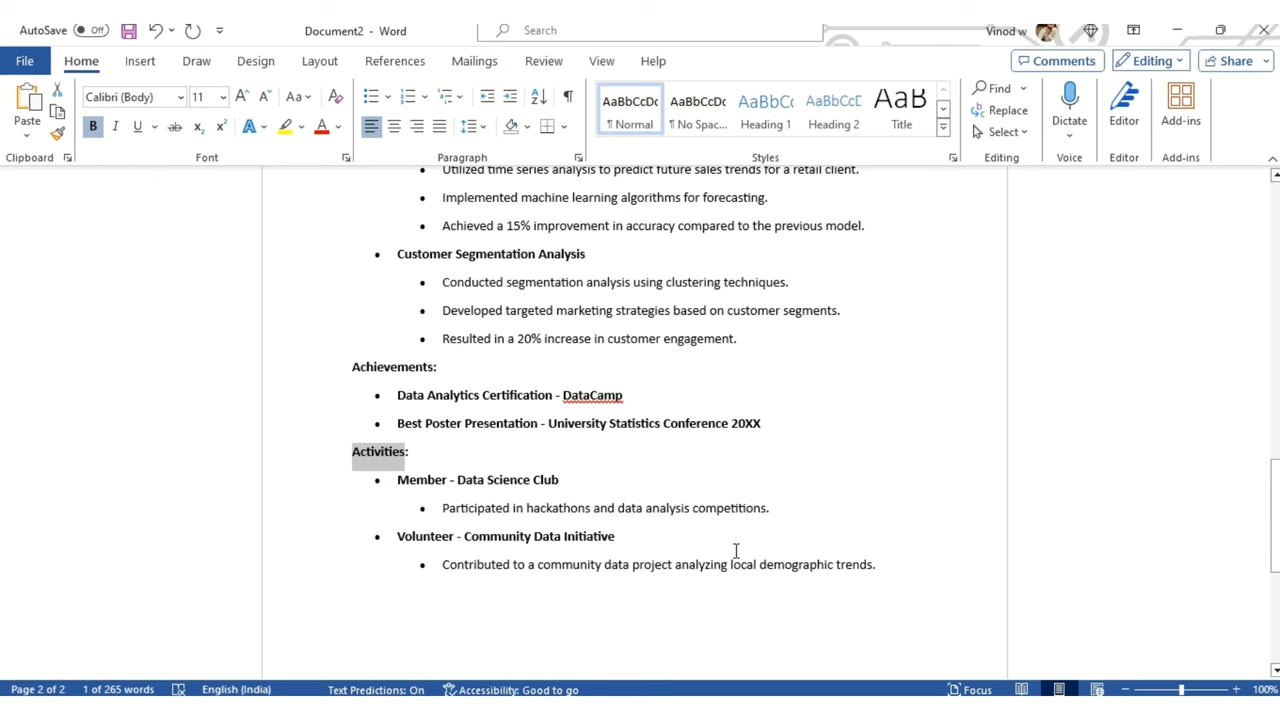 AutoSave Off Document2 - Word Search Vinod w
File Home Insert Draw Design Layout References Mailings Review View Help Comments Editing Share
Calibri (Body) 11 Aa AaBbCcDc AaBbCcDc AaBbCc AaBbCcD AaB Find
Paste Replace Dictate Editor Add-ins
B I U ab x₂ x² A A ¶ Normal ¶ No Spac... Heading 1 Heading 2 Title Select
Clipboard Font Paragraph Styles Editing Voice Editor Add-ins
Utilized time series analysis to predict future sales trends for a retail client.
• Implemented machine learning algorithms for forecasting.
• Achieved a 15% improvement in accuracy compared to the previous model.
• Customer Segmentation Analysis
• Conducted segmentation analysis using clustering techniques.
• Developed targeted marketing strategies based on customer segments.
• Resulted in a 20% increase in customer engagement.
Achievements:
• Data Analytics Certification - DataCamp
• Best Poster Presentation - University Statistics Conference 20XX
Activities:
• Member - Data Science Club
• Participated in hackathons and data analysis competitions.
• Volunteer - Community Data Initiative
• Contributed to a community data project analyzing local demographic trends.
Page 2 of 2 1 of 265 words English (India) Text Predictions: On Accessibility: Good to go Focus 100%